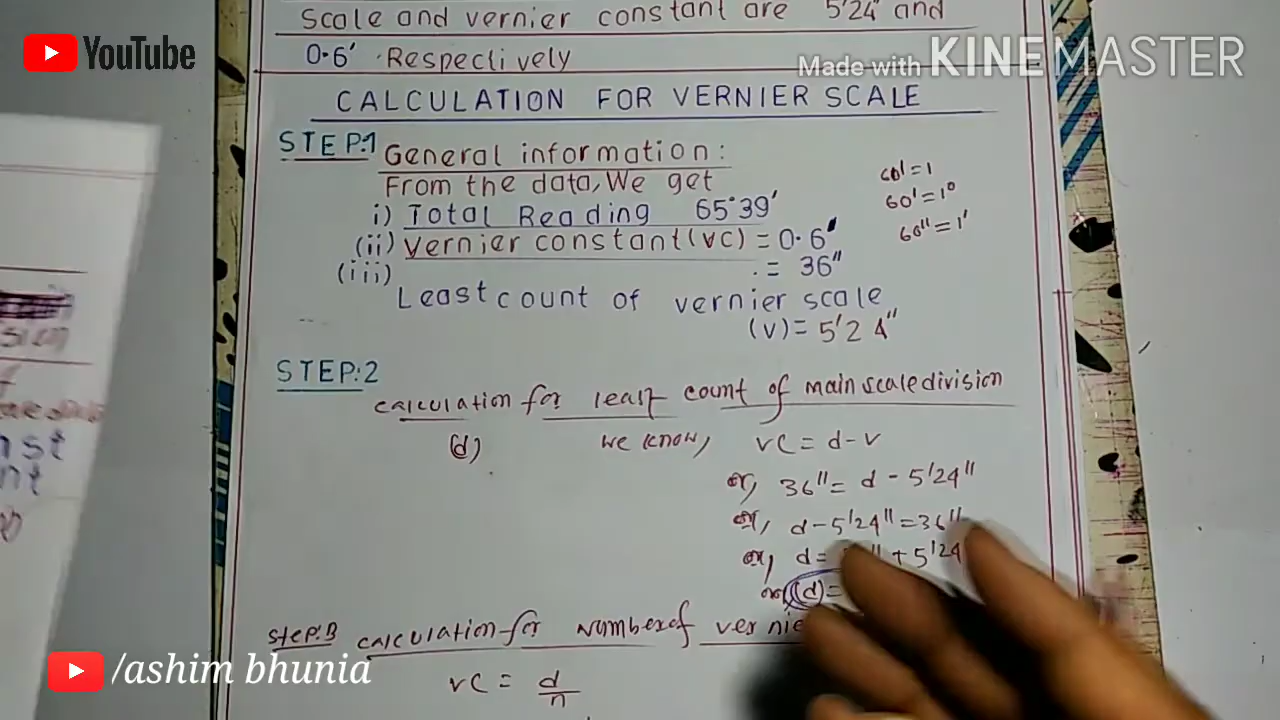 Scale and vernier constant are 5'24" and
0.6' Respectively
YouTube
Made with KINEMASTER
CALCULATION FOR VERNIER SCALE
STEP:1 General information:
From the data, We get
i) Total Reading 65°39'
(ii) Vernier constant (VC) = 0.6'
(iii) = 36"
Least count of vernier scale
(v) = 5'24"
60' = 1
60' = 1°
60" = 1'
STEP:2
calculation for least count of main scale division
(d)
we know, VC = d - v
or, 36" = d - 5'24"
or, d - 5'24" = 36"
or, d = + 5'24
or (d) =
Step:3 calculation for number of vernie
VC = d/n
/ashim bhunia